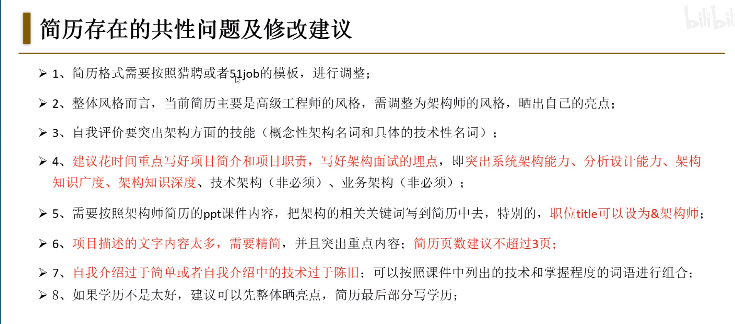 简历存在的共性问题及修改建议
bilibili
➢ 1、简历格式需要按照猎聘或者51job的模板，进行调整；
➢ 2、整体风格而言，当前简历主要是高级工程师的风格，需调整为架构师的风格，晒出自己的亮点；
➢ 3、自我评价要突出架构方面的技能（概念性架构名词和具体的技术性名词）；
➢ 4、建议花时间重点写好项目简介和项目职责，写好架构面试的埋点，即突出系统架构能力、分析设计能力、架构
知识广度、架构知识深度、技术架构（非必须）、业务架构（非必须）；
➢ 5、需要按照架构师简历的ppt课件内容，把架构的相关关键词写到简历中去，特别的，职位title可以设为&架构师；
➢ 6、项目描述的文字内容太多，需要精简，并且突出重点内容；简历页数建议不超过3页；
➢ 7、自我介绍过于简单或者自我介绍中的技术过于陈旧；可以按照课件中列出的技术和掌握程度的词语进行组合；
➢ 8、如果学历不是太好，建议可以先整体晒亮点，简历最后部分写学历；